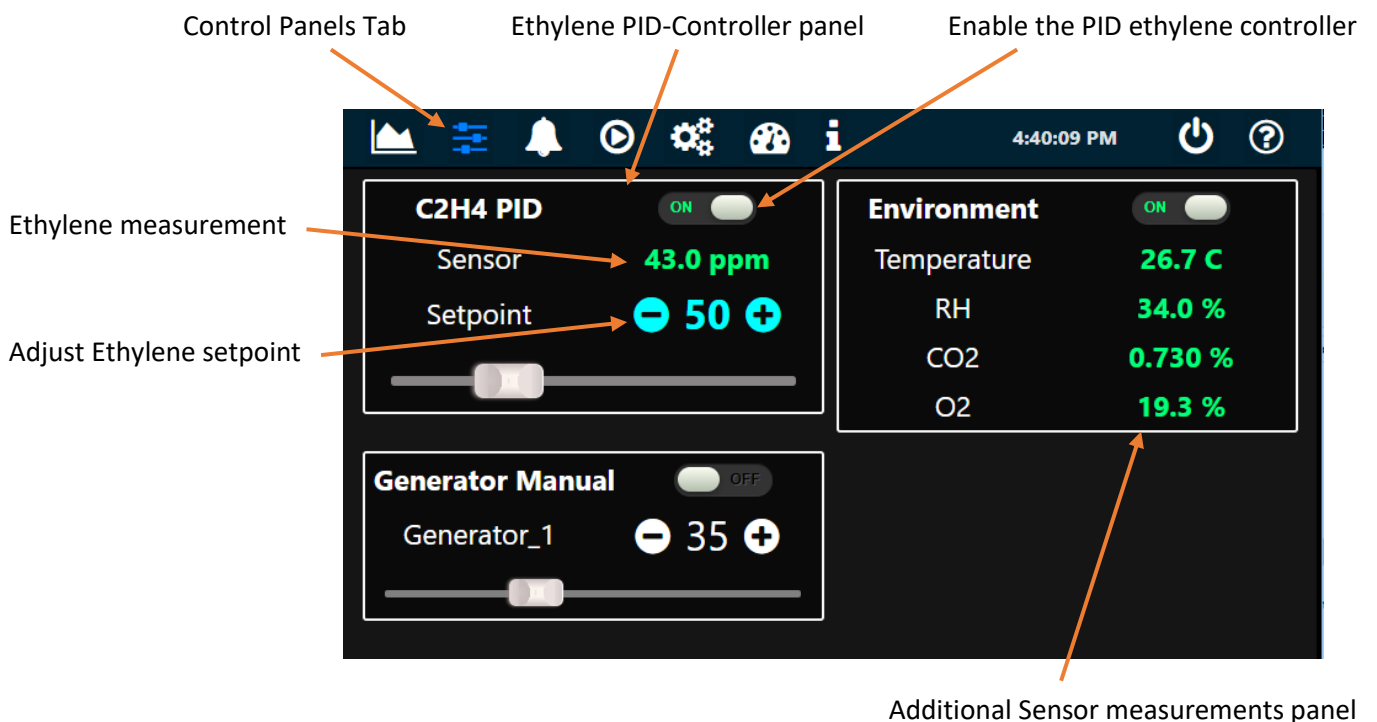 Control Panels Tab
Ethylene PID-Controller panel
Enable the PID ethylene controller
4:40:09 PM
C2H4 PID
ON
Ethylene measurement
Sensor
43.0 ppm
Setpoint
50
Adjust Ethylene setpoint
Environment
ON
Temperature
26.7 C
RH
34.0 %
CO2
0.730 %
O2
19.3 %
Generator Manual
OFF
Generator_1
35
Additional Sensor measurements panel